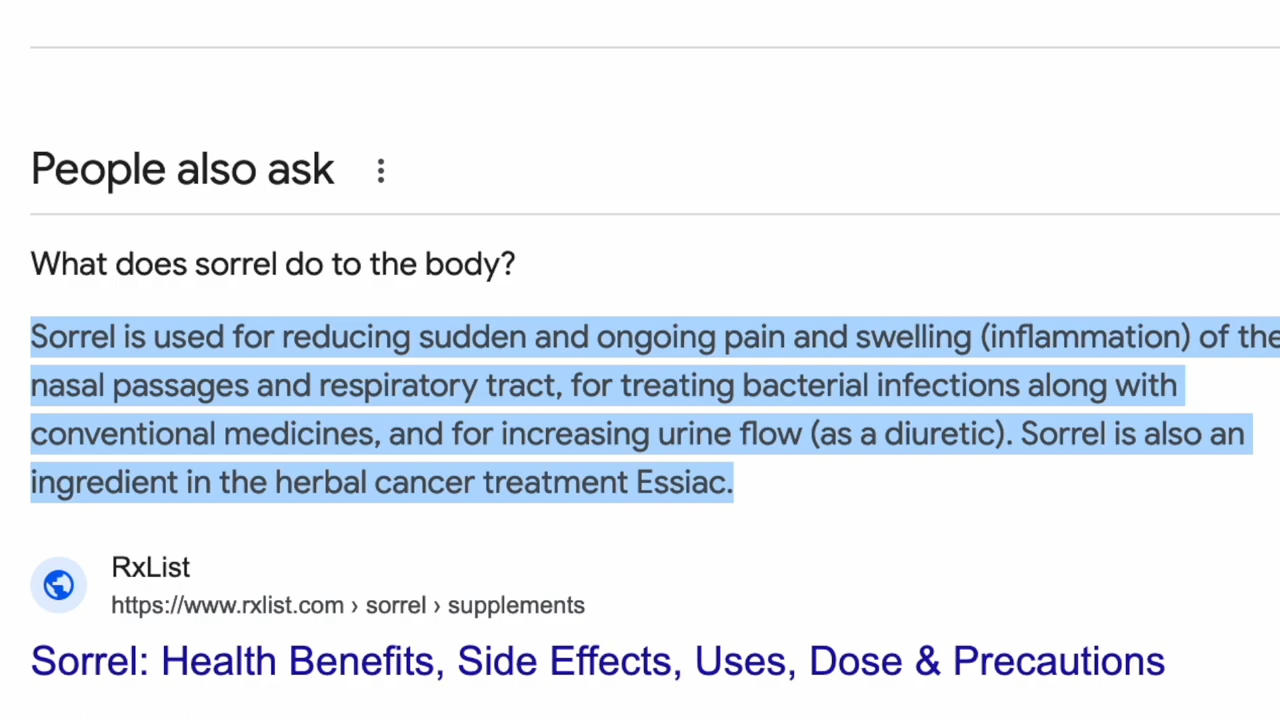 People also ask
What does sorrel do to the body?
Sorrel is used for reducing sudden and ongoing pain and swelling (inflammation) of the
nasal passages and respiratory tract, for treating bacterial infections along with
conventional medicines, and for increasing urine flow (as a diuretic). Sorrel is also an
ingredient in the herbal cancer treatment Essiac.
RxList
https://www.rxlist.com › sorrel › supplements
Sorrel: Health Benefits, Side Effects, Uses, Dose & Precautions